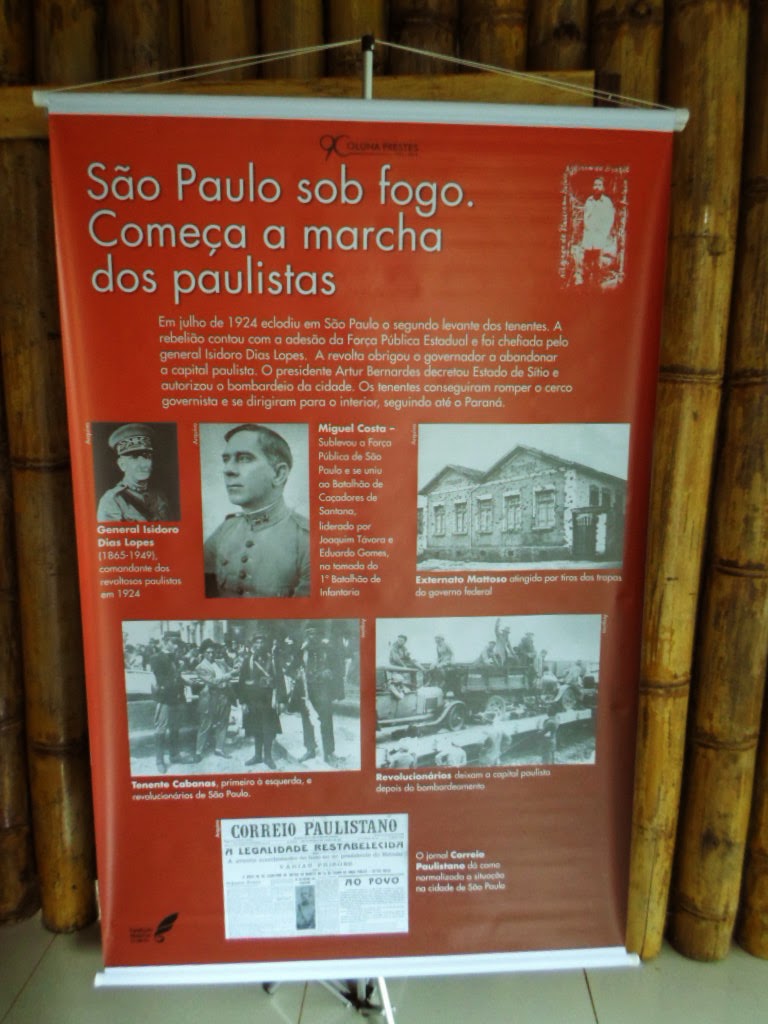 90 COLUNA PRESTES
São Paulo sob fogo.
Começa a marcha
dos paulistas
Em julho de 1924 eclodiu em São Paulo o segundo levante dos tenentes. A
rebelião contou com a adesão da Força Pública Estadual e foi chefiada pelo
general Isidoro Dias Lopes. A revolta obrigou o governador a abandonar
a capital paulista. O presidente Artur Bernardes decretou Estado de Sítio e
autorizou o bombardeio da cidade. Os tenentes conseguiram romper o cerco
governista e se dirigiram para o interior, seguindo até o Paraná.
Arquivo
General Isidoro
Dias Lopes
(1865-1949),
comandante dos
revoltosos paulistas
em 1924
Arquivo
Miguel Costa –
Sublevou a Força
Pública de São
Paulo e se uniu
ao Batalhão de
Caçadores de
Santana,
liderado por
Joaquim Távora e
Eduardo Gomes,
na tomada do
1º Batalhão de
Infantaria
Arquivo
Externato Mattoso atingido por tiros das tropas
do governo federal
Arquivo
Tenente Cabanas, primeiro à esquerda, e
revolucionários de São Paulo.
Arquivo
Revolucionários deixam a capital paulista
depois do bombardeamento
Arquivo
CORREIO PAULISTANO
A LEGALIDADE RESTABELECIDA
AO POVO
O jornal Correio
Paulistano dá como
normalizada a situação
na cidade de São Paulo